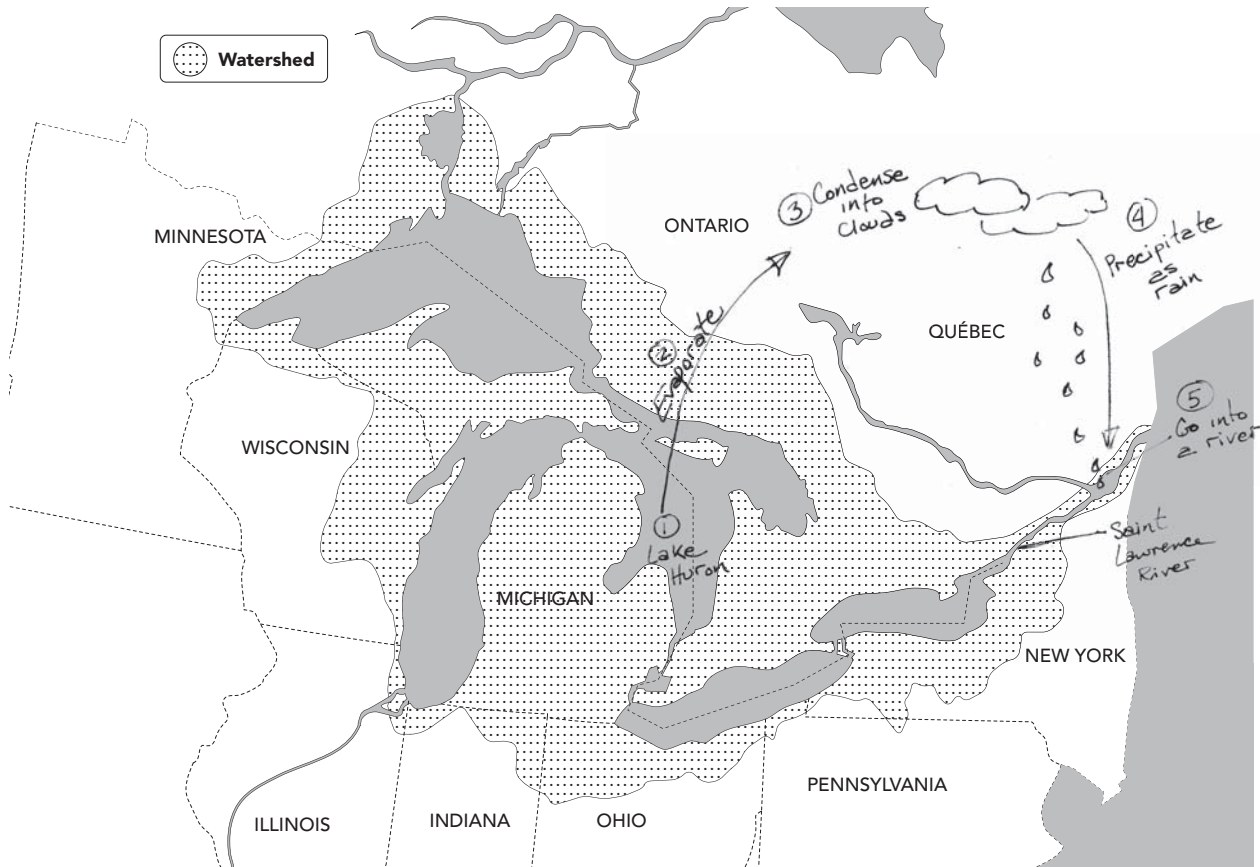 Watershed
MINNESOTA
ONTARIO
③ Condense
into
clouds
④
Precipitate
as
rain
② Evaporate
QUÉBEC
⑤
Go into
a river
WISCONSIN
①
Lake
Huron
Saint
Lawrence
River
MICHIGAN
NEW YORK
PENNSYLVANIA
ILLINOIS
INDIANA
OHIO